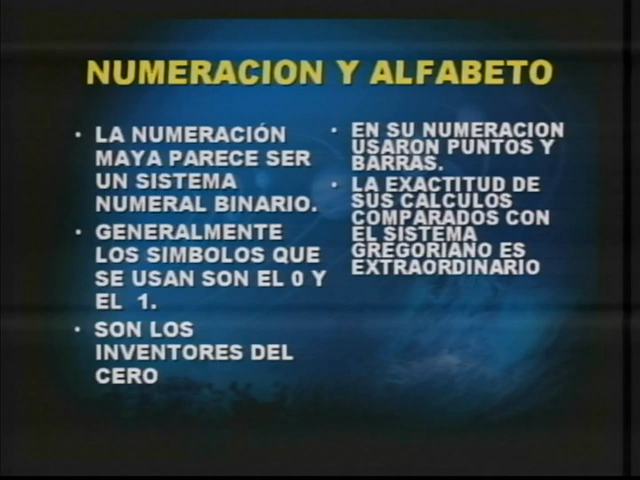 NUMERACION Y ALFABETO
• LA NUMERACIÓN
MAYA PARECE SER
UN SISTEMA
NUMERAL BINARIO.
• GENERALMENTE
LOS SIMBOLOS QUE
SE USAN SON EL 0 Y
EL 1.
• SON LOS
INVENTORES DEL
CERO
• EN SU NUMERACION
USARON PUNTOS Y
BARRAS.
• LA EXACTITUD DE
SUS CALCULOS
COMPARADOS CON
EL SISTEMA
GREGORIANO ES
EXTRAORDINARIO